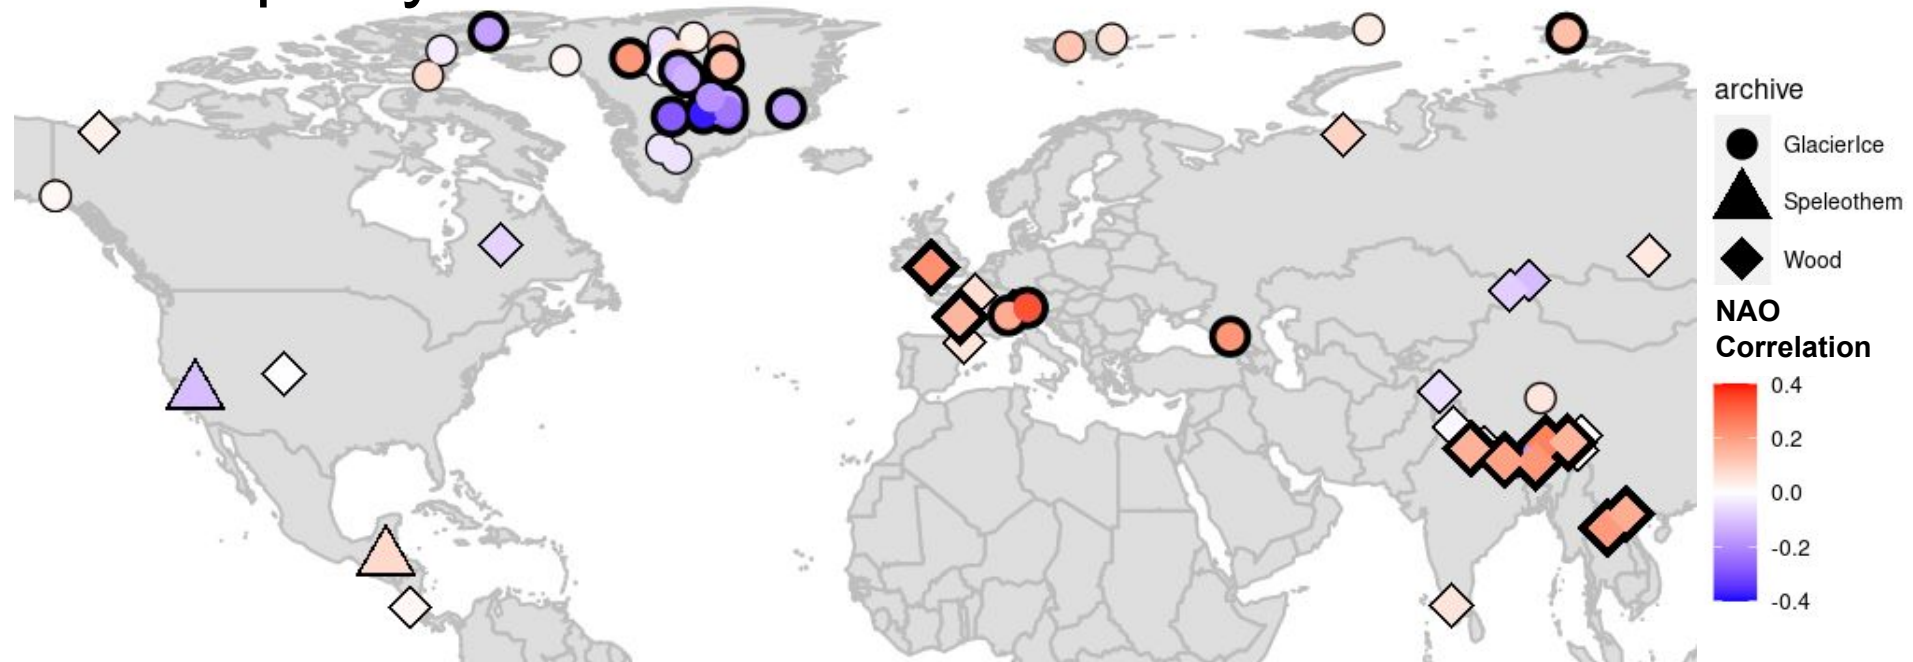 archive
GlacierIce
Speleothem
Wood
NAO
Correlation
0.4
0.2
0.0
-0.2
-0.4